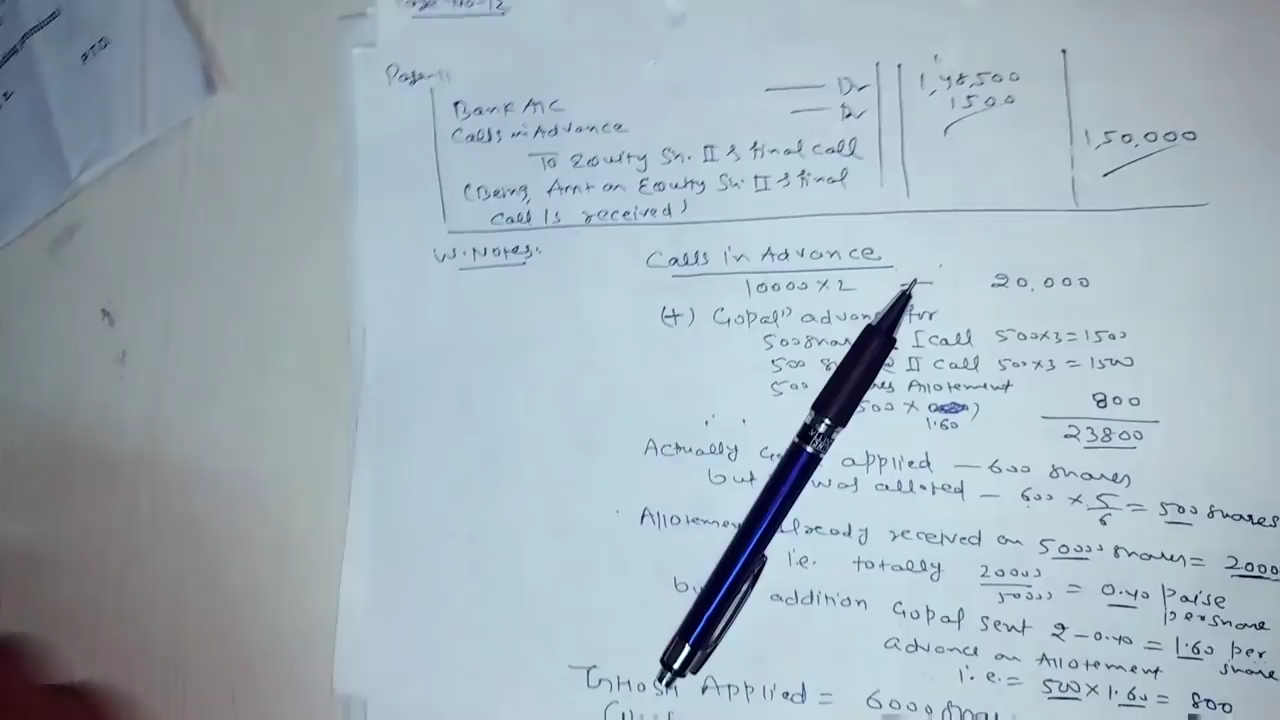 Page No-12
PTO
Page-11
Bank A/C —— Dr 1,48,500
Calls in Advance — Dr 1500
To Equity Sh. II & final call 1,50,000
(Being Amt on Equity Sh. II & final
call is received)
W. Notes:
Calls in Advance
10000 × 2 — 20,000
(+) Gopal's advance for
500 I call 500×3 = 1500
500 II call 500×3 = 1500
500 Allotement
500 × 1.60) 800
23800
Actually applied — 600 shares
but was alloted — 600 × 5/6 = 500 shares
Allotement already received on 50000 shares =
i.e. totally 20000/50000 = 0.40 Paise
per share
addition Gopal sent 2-0.40 = 1.60 per
share
advance on Allotement
i.e. = 500 × 1.60 = 800
Applied =